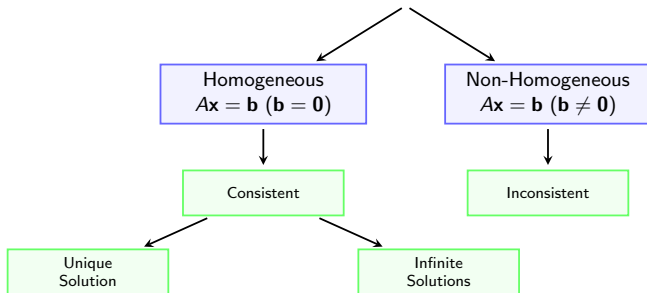 Homogeneous
Ax = b (b = 0)
Non-Homogeneous
Ax = b (b ≠ 0)
Consistent
Inconsistent
Unique
Solution
Infinite
Solutions